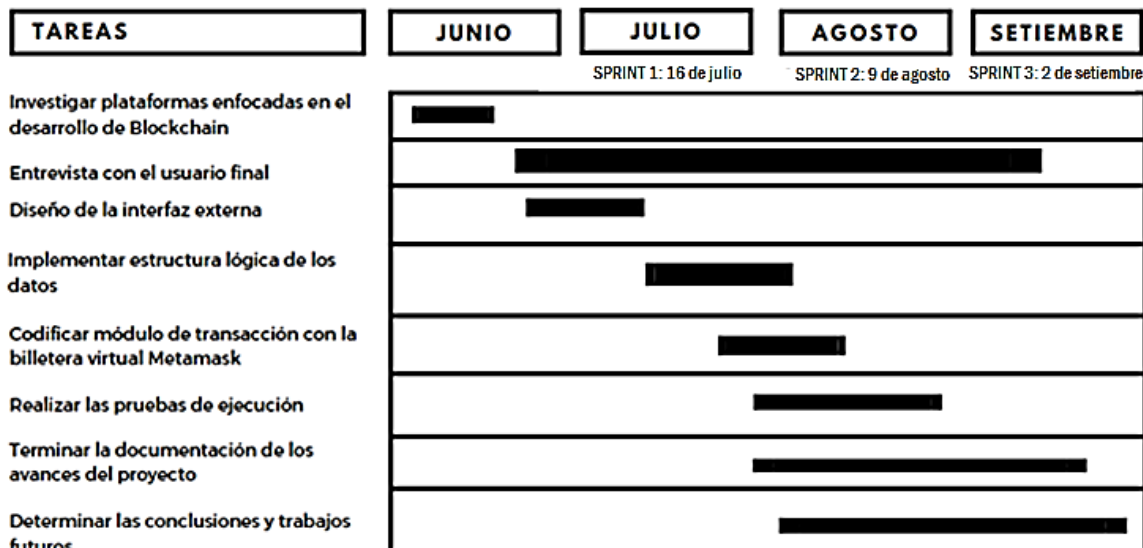 TAREAS
JUNIO
JULIO
AGOSTO
SETIEMBRE
SPRINT 1: 16 de julio
SPRINT 2: 9 de agosto
SPRINT 3: 2 de setiembre
Investigar plataformas enfocadas en el
desarrollo de Blockchain
Entrevista con el usuario final
Diseño de la interfaz externa
Implementar estructura lógica de los
datos
Codificar módulo de transacción con la
billetera virtual Metamask
Realizar las pruebas de ejecución
Terminar la documentación de los
avances del proyecto
Determinar las conclusiones y trabajos
futuros